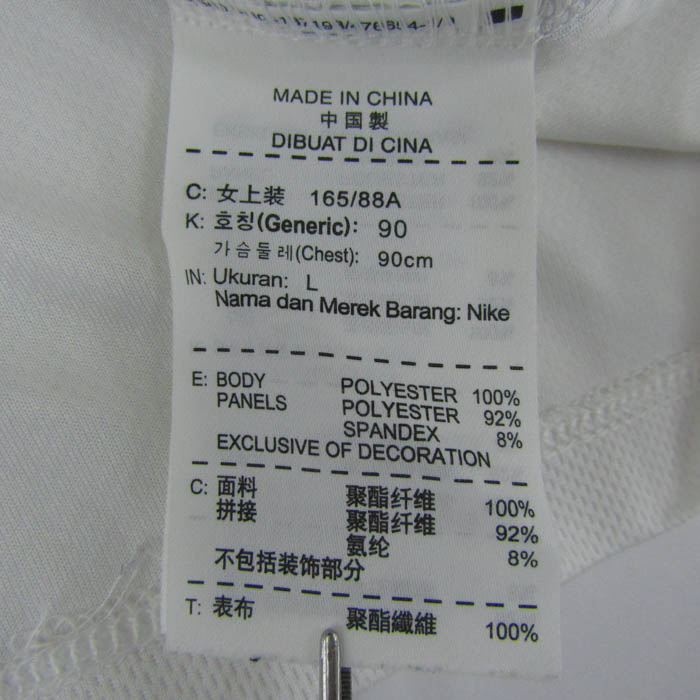 MADE IN CHINA
中国製
DIBUAT DI CINA
C: 女上装 165/88A
K: 호칭(Generic): 90
가슴둘레(Chest): 90cm
IN: Ukuran: L
Nama dan Merek Barang: Nike
E: BODY POLYESTER 100%
PANELS POLYESTER 92%
SPANDEX 8%
EXCLUSIVE OF DECORATION
C: 面料 聚酯纤维 100%
拼接 聚酯纤维 92%
氨纶 8%
不包括装饰部分
T: 表布 聚酯纖維 100%